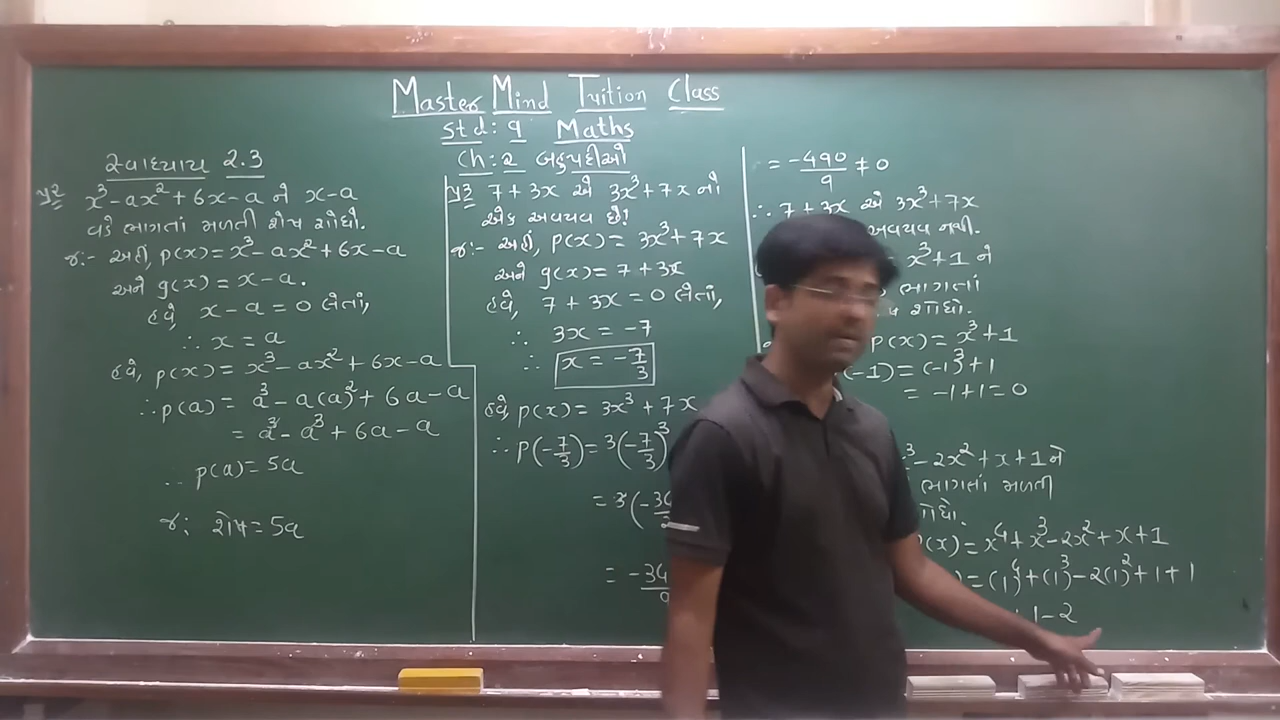 Master Mind Tuition Class
Std: 9 Maths
Ch: 2 બહુપદીઓ
સ્વાધ્યાય 2.3
પ્ર2 x³-ax²+6x-a ને x-a
વડે ભાગતાં મળતી શેષ શોધો.
જ:- અહીં, p(x)=x³-ax²+6x-a
અને g(x)=x-a.
હવે, x-a=0 લેતાં,
∴ x=a
હવે, p(x)=x³-ax²+6x-a
∴p(a)=a³-a(a)²+6a-a
=a³-a³+6a-a
∴ p(a)=5a
જ: શેષ=5a
પ્ર3 7+3x એ 3x³+7x નો
એક અવયવ છે?
જ:- અહીં, p(x)=3x³+7x
અને g(x)=7+3x
હવે, 7+3x=0 લેતાં,
∴ 3x=-7
∴ x=-7/3
હવે, p(x)=3x³+7x
∴p(-7/3)=3(-7/3)³
=3(-34
=-34
=-490/9≠0
∴ 7+3x એ 3x³+7x
અવયવ નથી.
x³+1 ને
ભાગતાં
શોધો.
p(x)=x³+1
(-1)=(-1)³+1
=-1+1=0
³-2x²+x+1 ને
ભાગતાં મળતી
(x)=x⁴+x³-2x²+x+1
=(1)⁴+(1)³-2(1)²+1+1
1-2